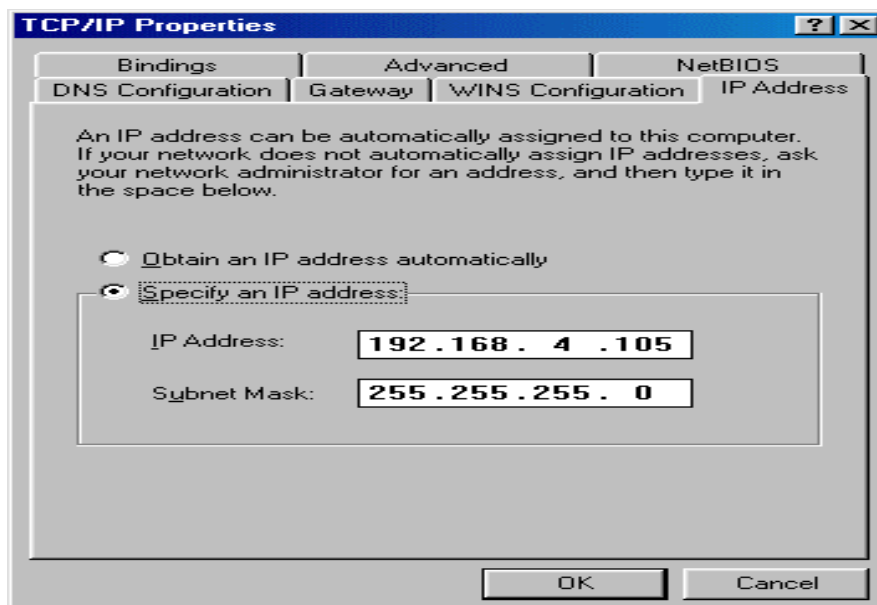 TCP/IP Properties
? ×
Bindings Advanced NetBIOS
DNS Configuration Gateway WINS Configuration IP Address
An IP address can be automatically assigned to this computer.
If your network does not automatically assign IP addresses, ask
your network administrator for an address, and then type it in
the space below.
Obtain an IP address automatically
Specify an IP address:
IP Address: 192.168. 4 .105
Subnet Mask: 255.255.255. 0
OK Cancel